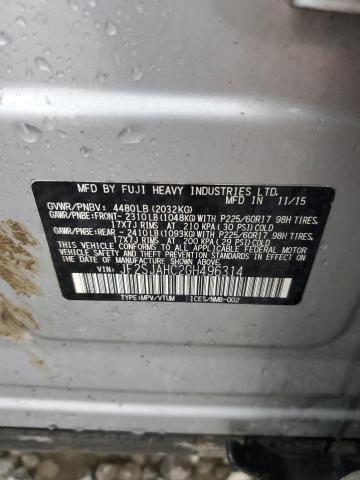 MFD BY FUJI HEAVY INDUSTRIES LTD. 11/15
GVWR/PNBV: 4480LB (2032KG)
GAWR/PNBE: FRONT- 2310LB (1048KG) WITH P225/60R17 98H TIRES,
17X7J RIMS AT 210 KPA (30 PSI) COLD
GAWR/PNBE: REAR - 2410LB (1093KG) WITH P225/60R17 98H TIRES,
17X7J RIMS AT 200 KPA (29 PSI) COLD
THIS VEHICLE CONFORMS TO ALL APPLICABLE FEDERAL MOTOR
VEHICLE SAFETY AND THEFT PREVENTION STANDARDS IN EFFECT
ON THE DATE OF MANUFACTURE SHOWN ABOVE.
VIN: JF2SJAHC2GH496314
TYPE:MPV/VTUM ICES/NMB-002